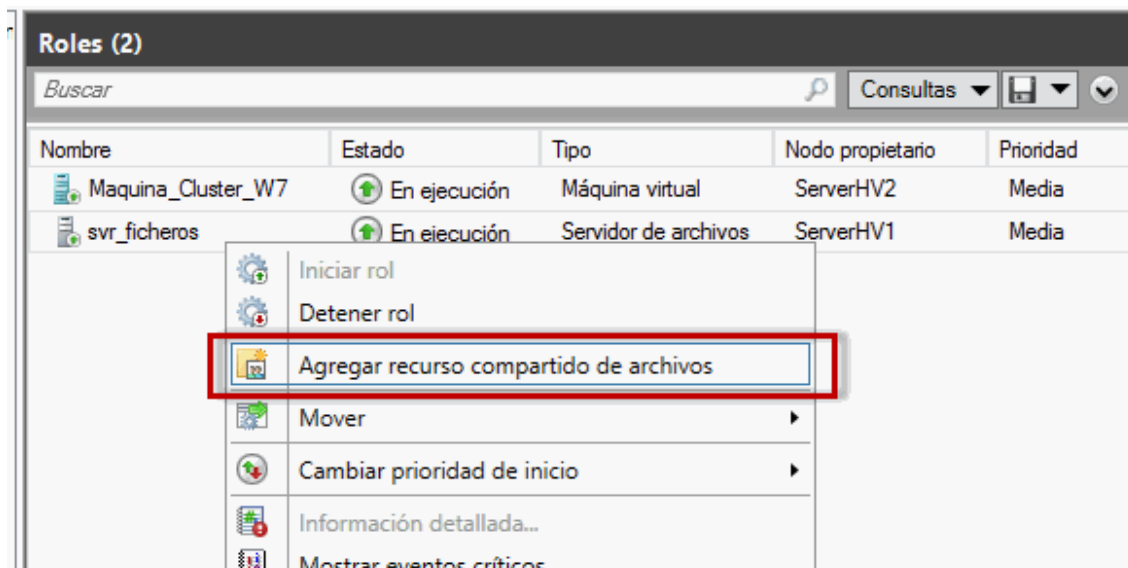 Roles (2)
Buscar Consultas
Nombre Estado Tipo Nodo propietario Prioridad
Maquina_Cluster_W7 En ejecución Máquina virtual ServerHV2 Media
svr_ficheros En ejecución Servidor de archivos ServerHV1 Media
Iniciar rol
Detener rol
Agregar recurso compartido de archivos
Mover
Cambiar prioridad de inicio
Información detallada...
Mostrar eventos críticos